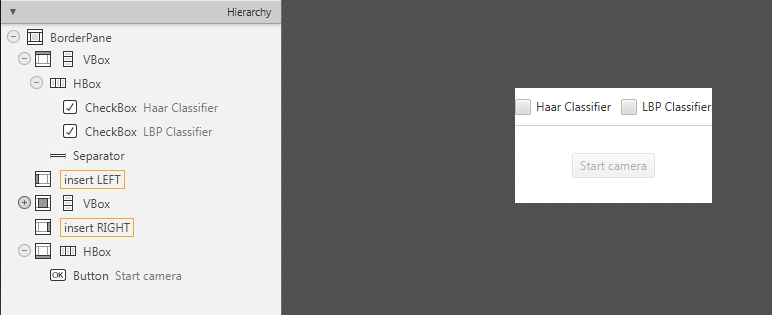 Hierarchy
BorderPane
VBox
HBox
CheckBox Haar Classifier
CheckBox LBP Classifier
Separator
insert LEFT
VBox
insert RIGHT
HBox
OK Button Start camera
Haar Classifier LBP Classifier
Start camera